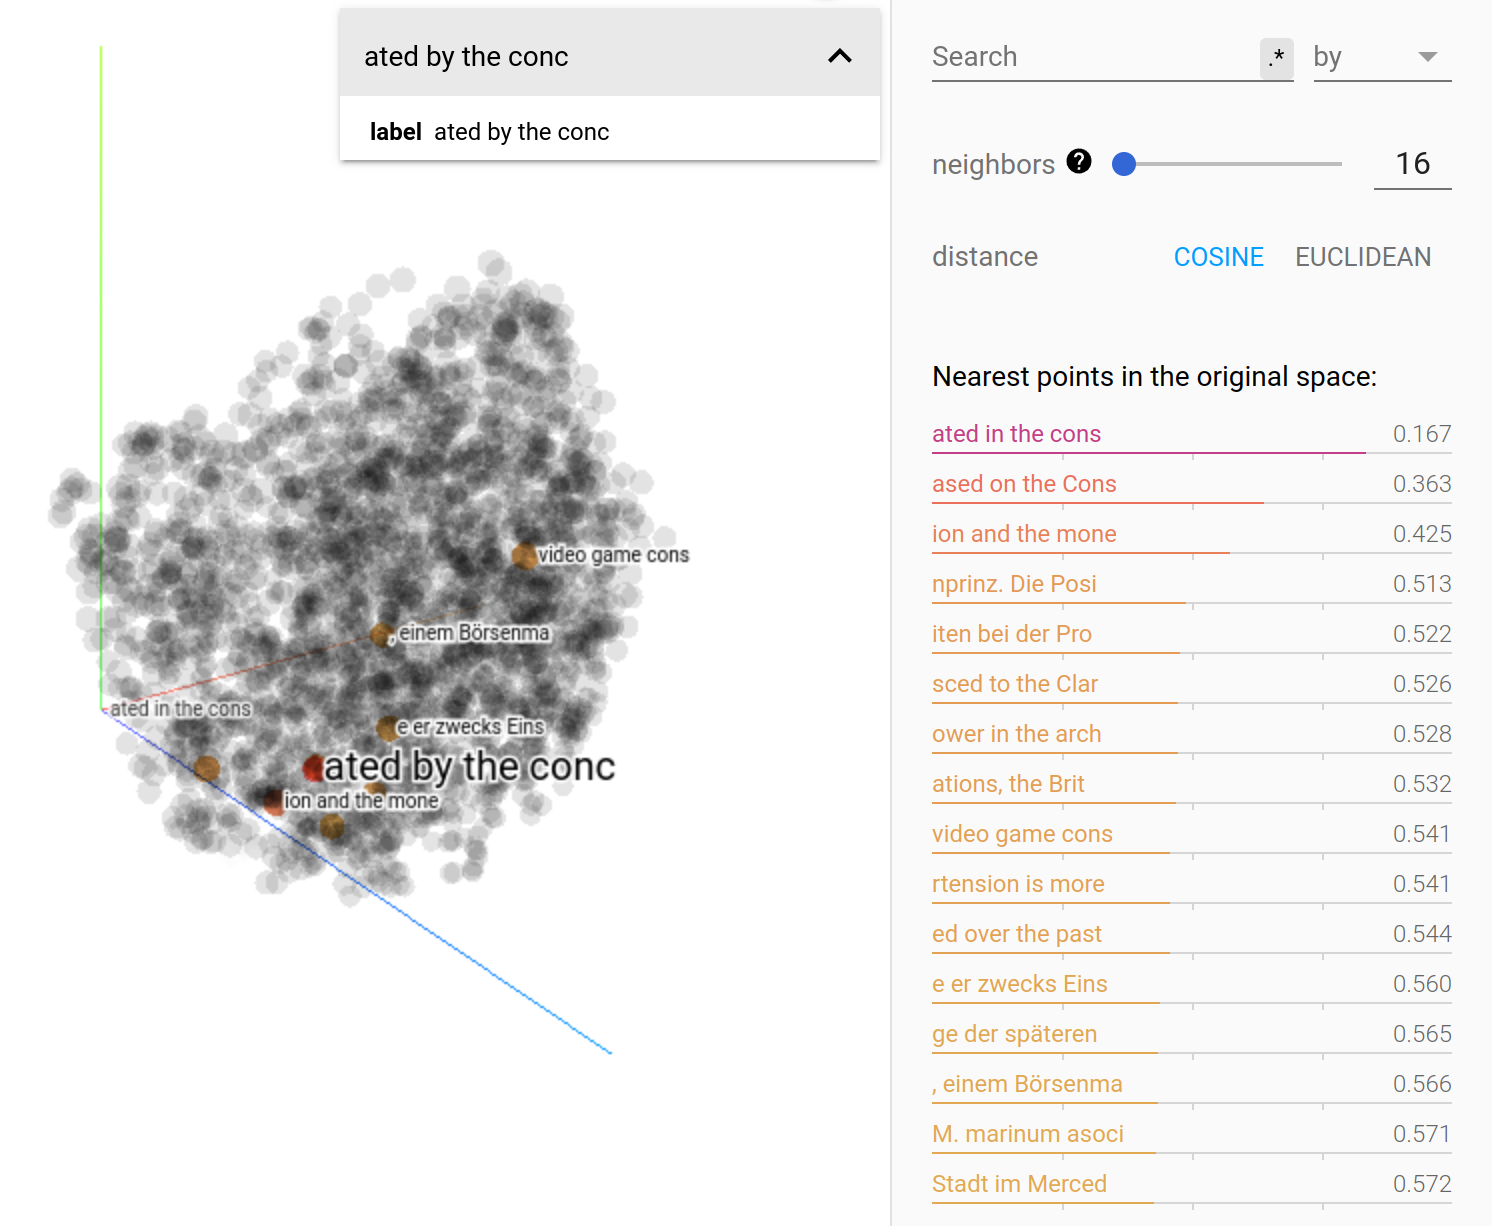 ated by the conc
label ated by the conc
video game cons
, einem Börsenma
ated in the cons
e er zwecks Eins
ated by the conc
ion and the mone
Search .* by
neighbors ? 16
distance COSINE EUCLIDEAN
Nearest points in the original space:
ated in the cons 0.167
ased on the Cons 0.363
ion and the mone 0.425
nprinz. Die Posi 0.513
iten bei der Pro 0.522
sced to the Clar 0.526
ower in the arch 0.528
ations, the Brit 0.532
video game cons 0.541
rtension is more 0.541
ed over the past 0.544
e er zwecks Eins 0.560
ge der späteren 0.565
, einem Börsenma 0.566
M. marinum asoci 0.571
Stadt im Merced 0.572